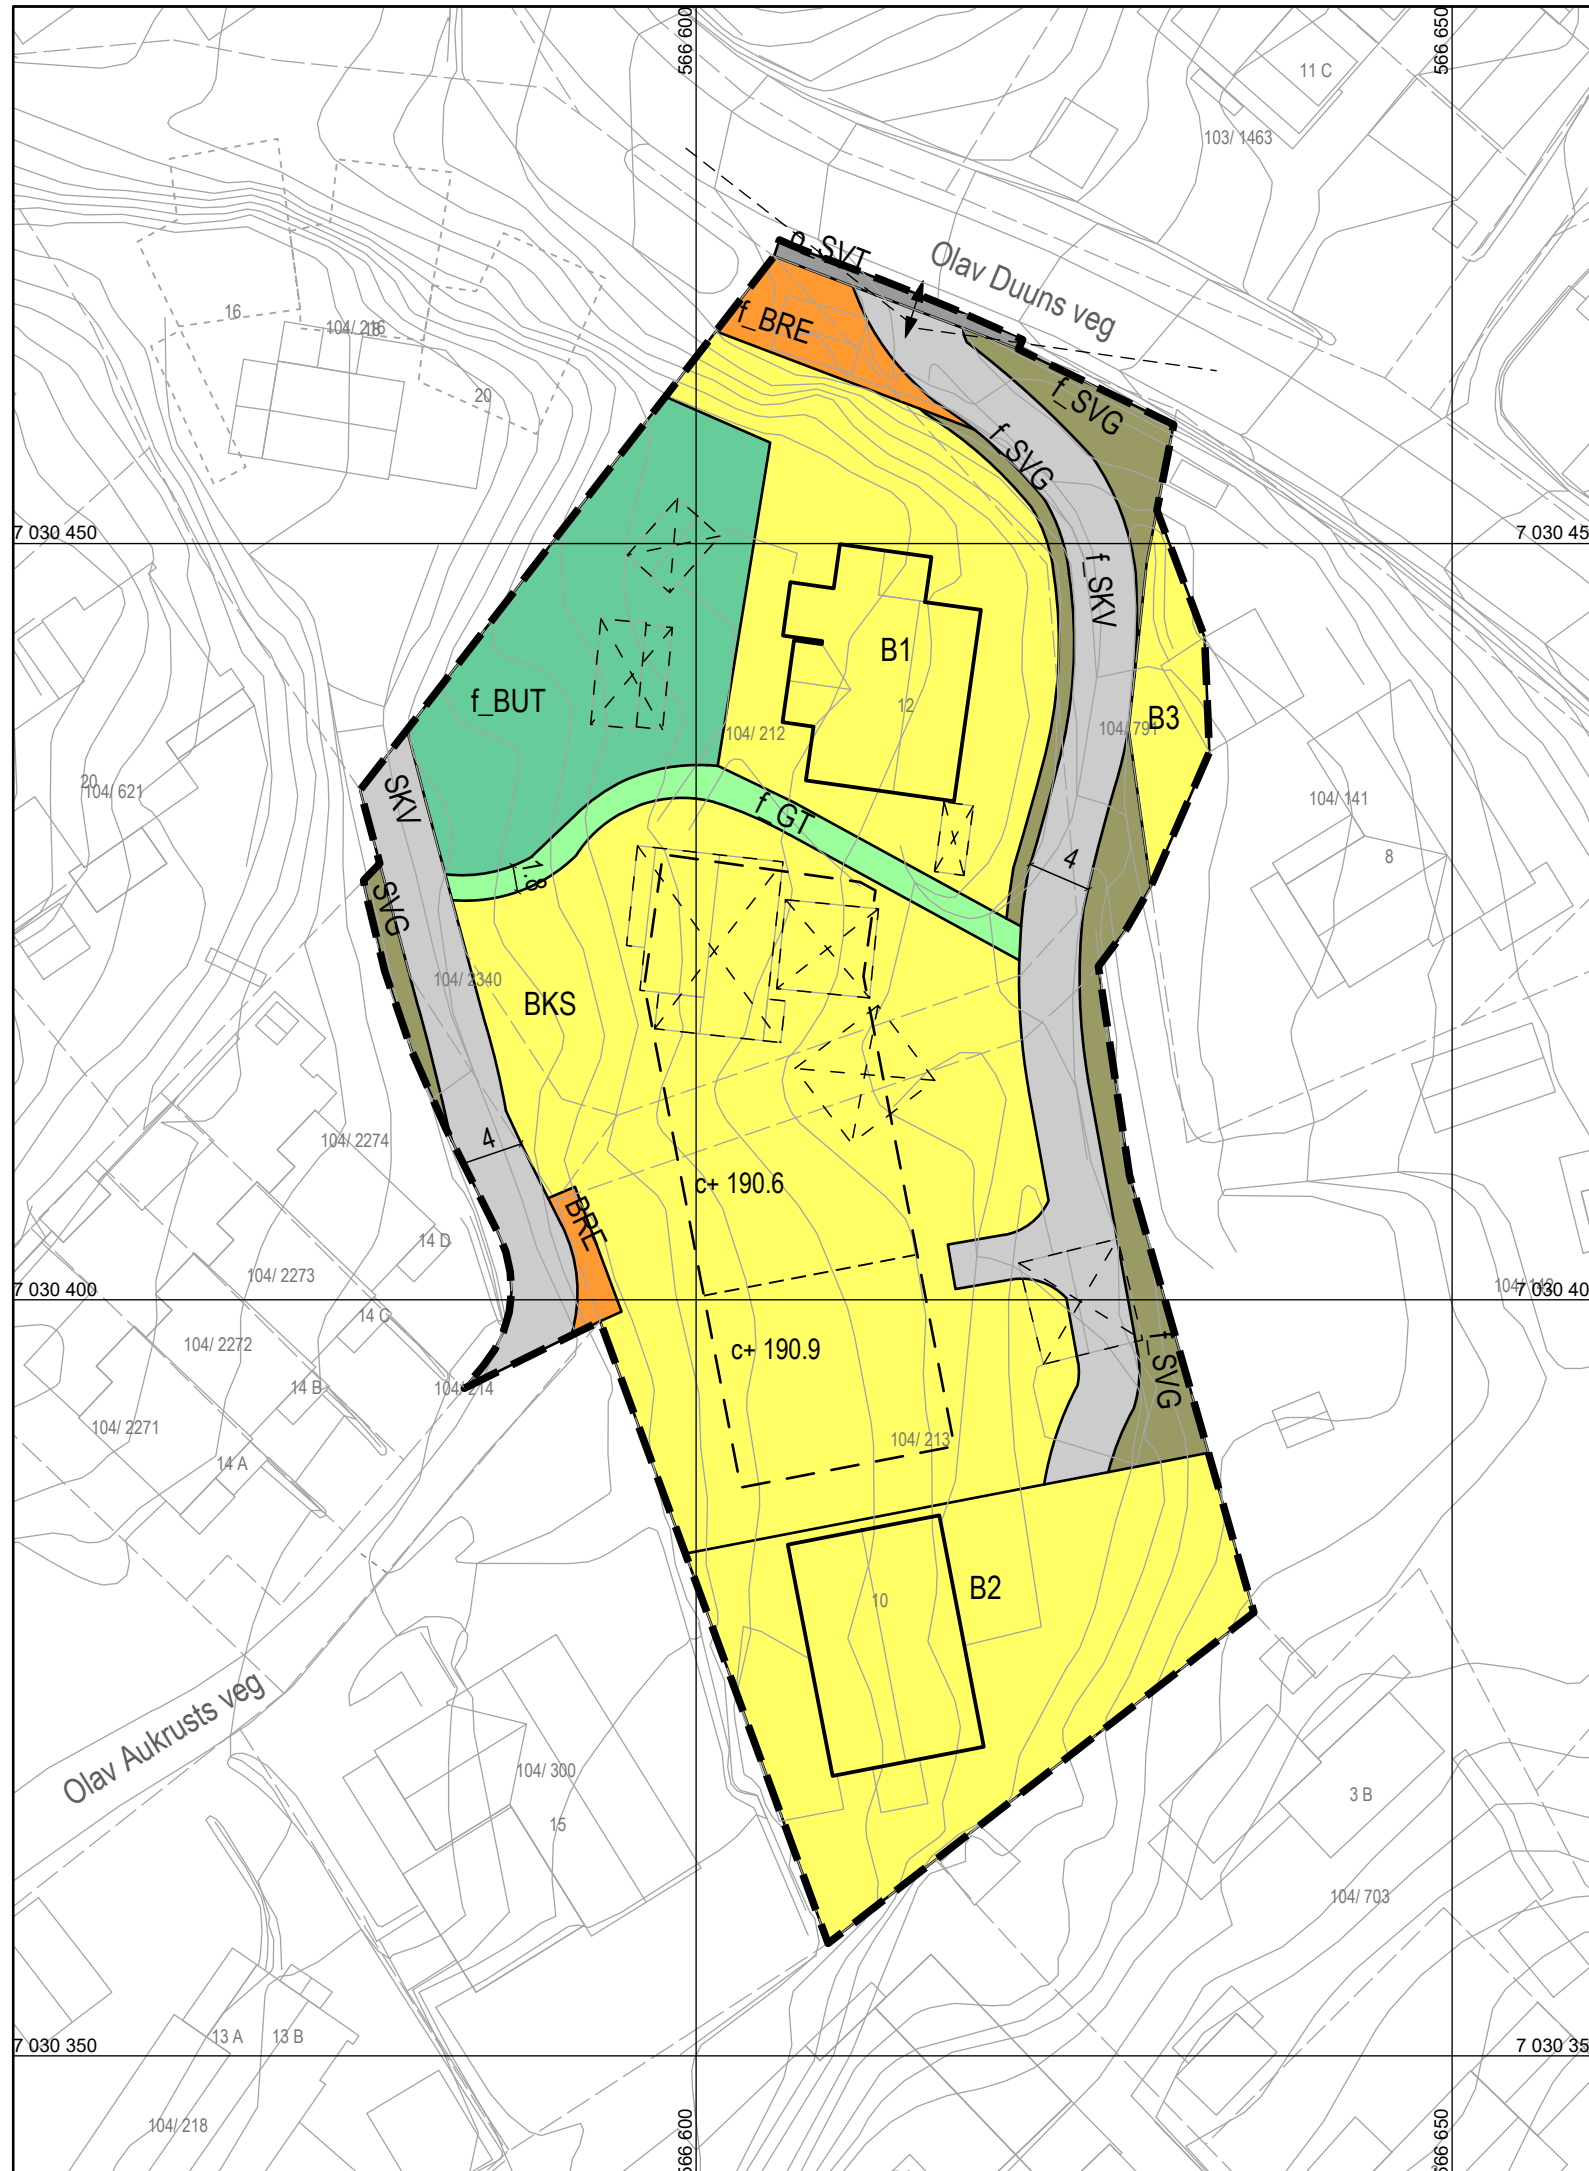 566 600
566 650
11 C
103/ 1463
o_SVT
Olav Duuns veg
16
104/ 216
18
f_BRE
20
f_SVG
f_SVG
7 030 450
7 030 45
f_SKV
B1
f_BUT
12
B3
104/ 212
104/ 791
20
104/ 621
SKV
f_GT
104/ 141
8
4
1.8
SVG
104/ 2340
BKS
104/ 2274
4
c+ 190.6
BRE
14 D
104/ 2273
104/ 142
7 030 400
7 030 40
14 C
104/ 2272
c+ 190.9
f_SVG
14 B
104/ 214
104/ 2271
104/ 213
14 A
B2
10
Olav Aukrusts veg
104/ 300
15
3 B
104/ 703
13 A
13 B
7 030 350
7 030 35
104/ 218
566 600
566 650